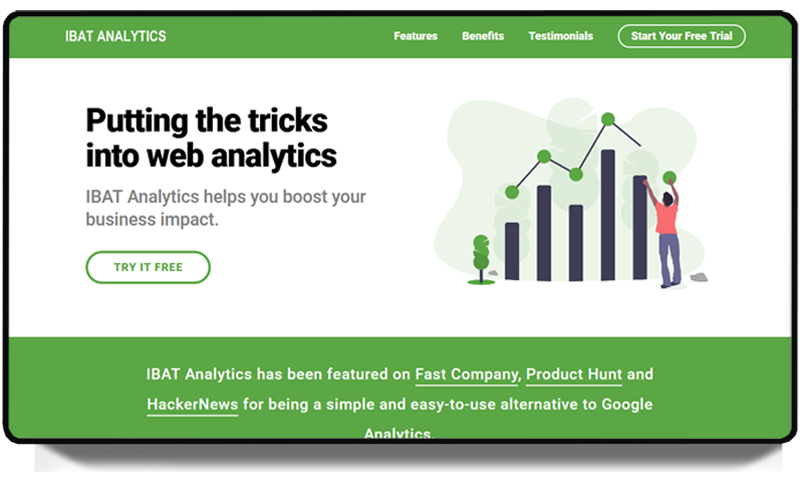 IBAT ANALYTICS
Features Benefits Testimonials Start Your Free Trial
Putting the tricks
into web analytics
IBAT Analytics helps you boost your
business impact.
TRY IT FREE
IBAT Analytics has been featured on Fast Company, Product Hunt and
HackerNews for being a simple and easy-to-use alternative to Google
Analytics.